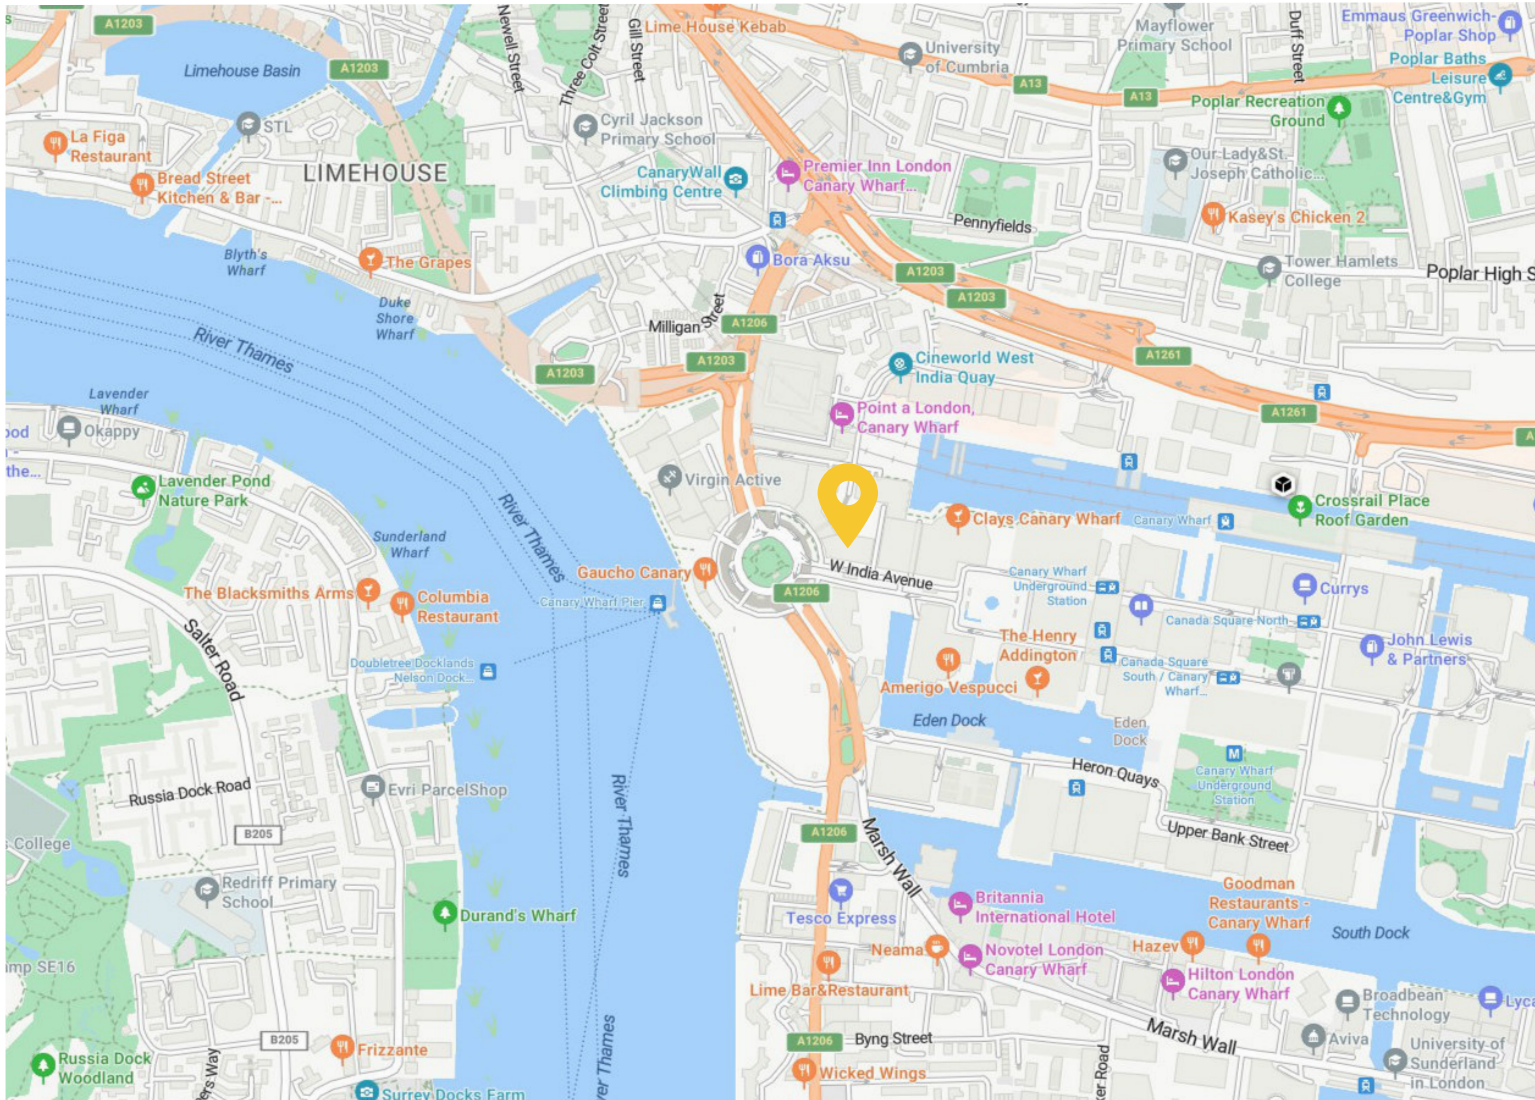 A1203
Lime House Kebab
Newell Street
Three Colt Street
Gill Street
Mayflower
Primary School
Duff Street
Emmaus Greenwich-
Poplar Shop
University
of Cumbria
Limehouse Basin
A1203
A13
A13
Poplar Baths
Leisure
Centre&Gym
Poplar Recreation
Ground
STL
La Figa
Restaurant
Cyril Jackson
Primary School
Our Lady&St.
Joseph Catholic...
LIMEHOUSE
CanaryWall
Climbing Centre
Premier Inn London
Canary Wharf...
Bread Street
Kitchen & Bar -...
Kasey's Chicken 2
Pennyfields
Blyth's
Wharf
The Grapes
Bora Aksu
A1203
A1203
Tower Hamlets
College
Poplar High S
Duke
Shore
Wharf
Milligan Street
A1206
River Thames
A1203
A1203
Cineworld West
India Quay
A1261
Lavender
Wharf
Okappy
Point a London,
Canary Wharf
A1261
A
ood
-
the...
Lavender Pond
Nature Park
Virgin Active
River Thames
Clays Canary Wharf
Canary Wharf
Crossrail Place
Roof Garden
Sunderland
Wharf
Gaucho Canary
W India Avenue
Canary Wharf
Underground
Station
Currys
The Blacksmiths Arms
Columbia
Restaurant
Canary Wharf Pier
A1206
Canada Square North
Salter Road
The Henry
Addington
John Lewis
& Partners
Doubletree Docklands
Nelson Dock...
Amerigo Vespucci
Canada Square
South / Canary
Wharf...
Eden Dock
Eden
Dock
Russia Dock Road
Evri ParcelShop
River Thames
Heron Quays
Canary Wharf
Underground
Station
B205
A1206
Marsh Wall
Upper Bank Street
s College
Redriff Primary
School
Tesco Express
Britannia
International Hotel
Goodman
Restaurants -
Canary Wharf
Durand's Wharf
South Dock
Neama
Novotel London
Canary Wharf
Hazev
amp SE16
Lime Bar&Restaurant
Hilton London
Canary Wharf
Broadbean
Technology
Lyca
B205
Frizzante
A1206
Byng Street
Marsh Wall
Aviva
University of
Sunderland
in London
Russia Dock
Woodland
ers Way
Surrey Docks Farm
ver Thames
Wicked Wings
ker Road